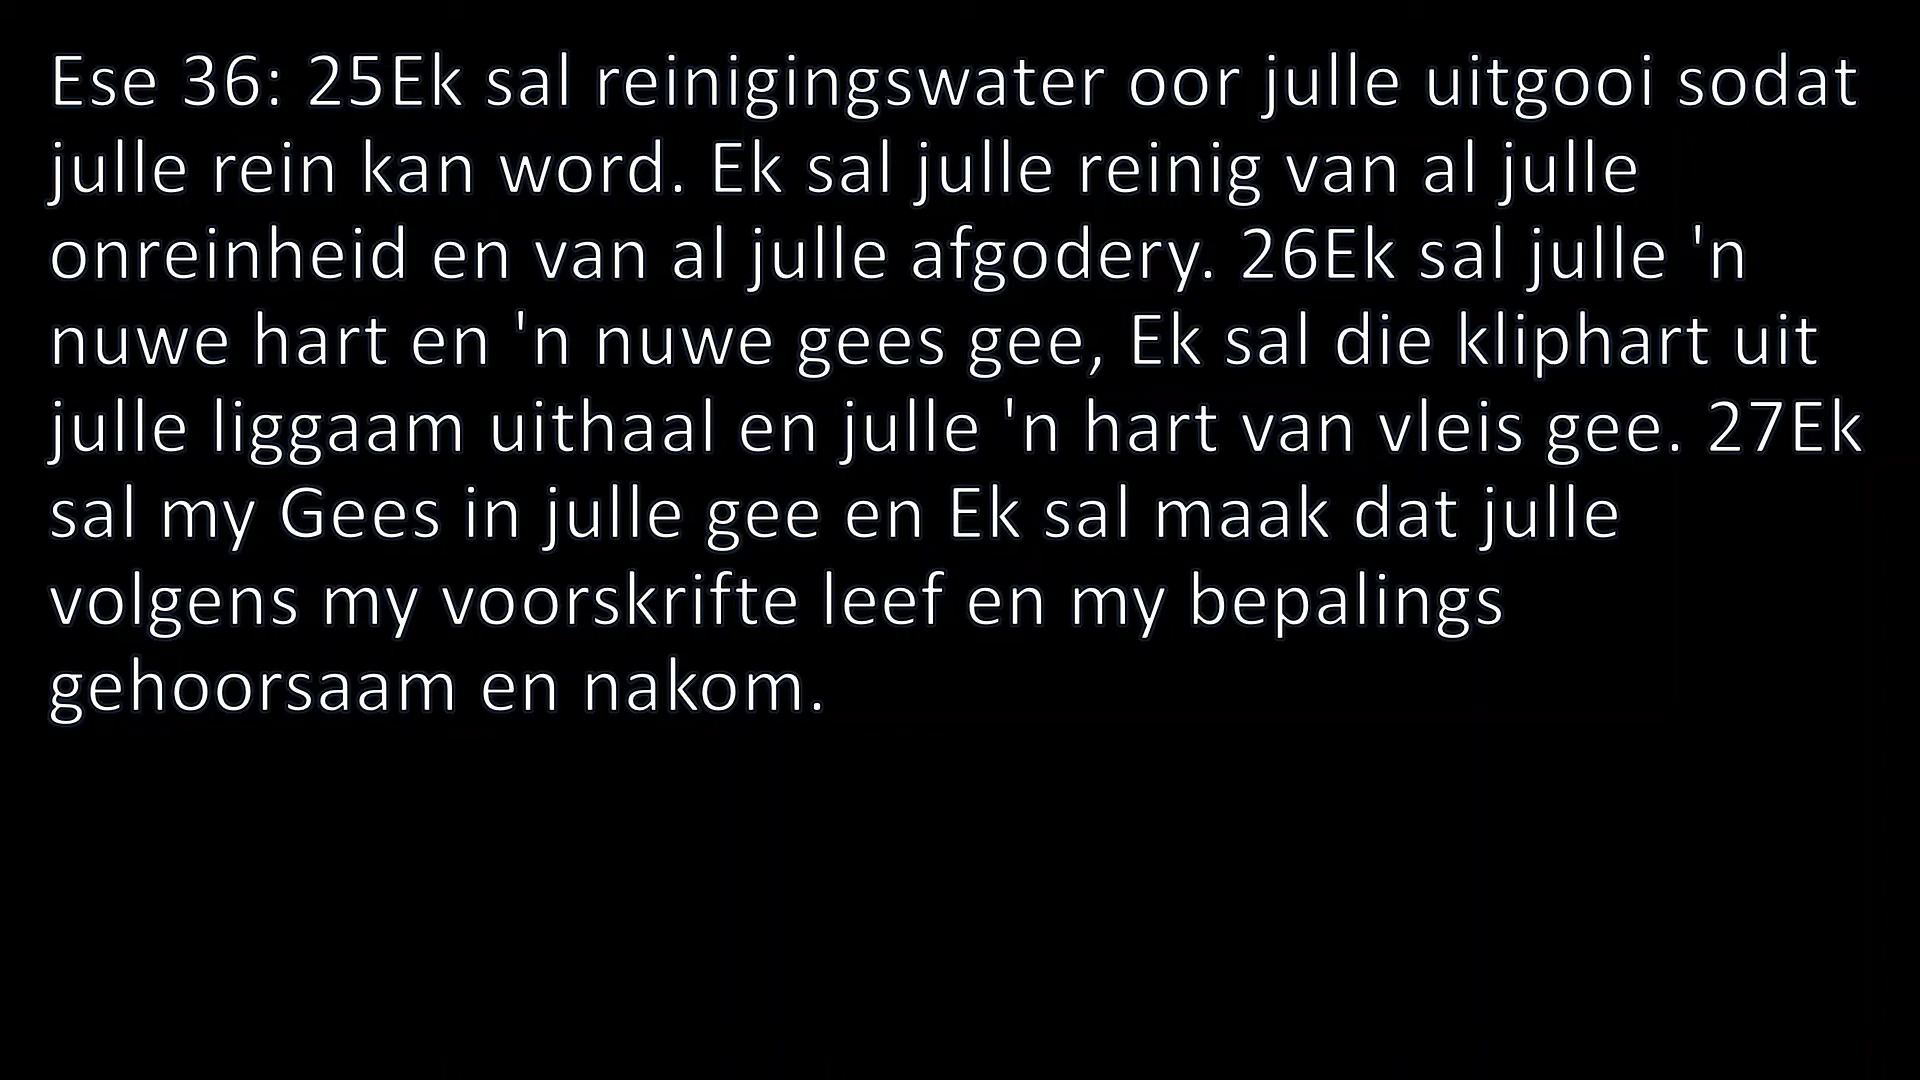 Ese 36: 25Ek sal reinigingswater oor julle uitgooi sodat
julle rein kan word. Ek sal julle reinig van al julle
onreinheid en van al julle afgodery. 26Ek sal julle 'n
nuwe hart en 'n nuwe gees gee, Ek sal die kliphart uit
julle liggaam uithaal en julle 'n hart van vleis gee. 27Ek
sal my Gees in julle gee en Ek sal maak dat julle
volgens my voorskrifte leef en my bepalings
gehoorsaam en nakom.